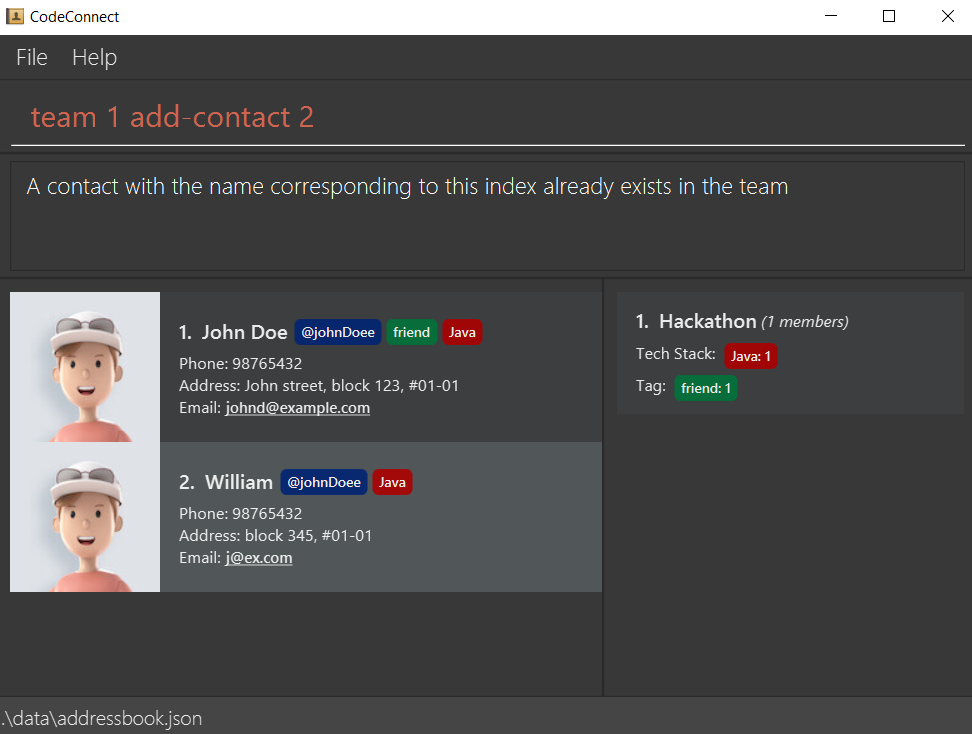 CodeConnect
File Help
team 1 add-contact 2
A contact with the name corresponding to this index already exists in the team
1. John Doe @johnDoee friend Java
Phone: 98765432
Address: John street, block 123, #01-01
Email: johnd@example.com
2. William @johnDoee Java
Phone: 98765432
Address: block 345, #01-01
Email: j@ex.com
1. Hackathon (1 members)
Tech Stack: Java: 1
Tag: friend: 1
.\data\addressbook.json